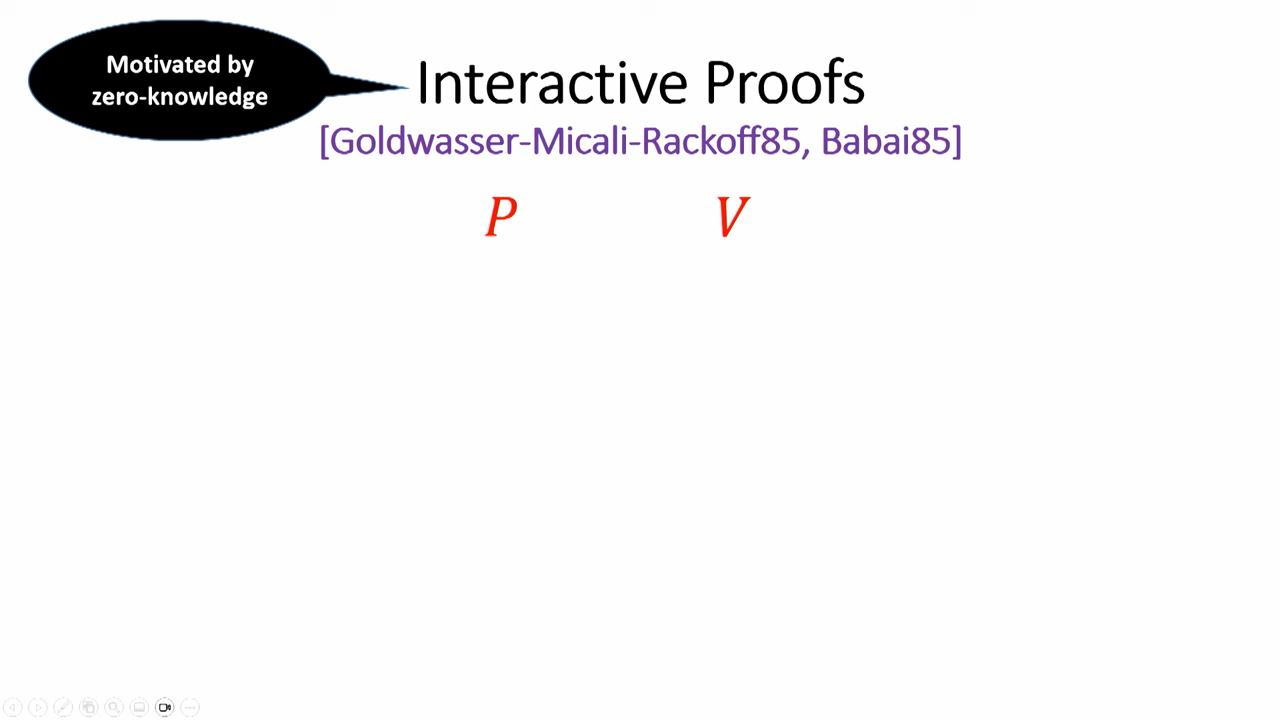 Motivated by
zero-knowledge
Interactive Proofs
[Goldwasser-Micali-Rackoff85, Babai85]
P V